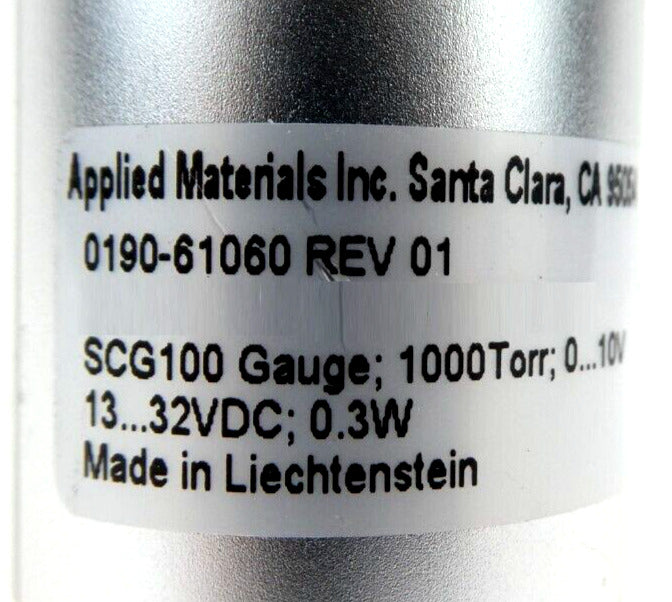 Applied Materials Inc. Santa Clara, CA 95054
0190-61060 REV 01
SCG100 Gauge; 1000Torr; 0...10V
13...32VDC; 0.3W
Made in Liechtenstein